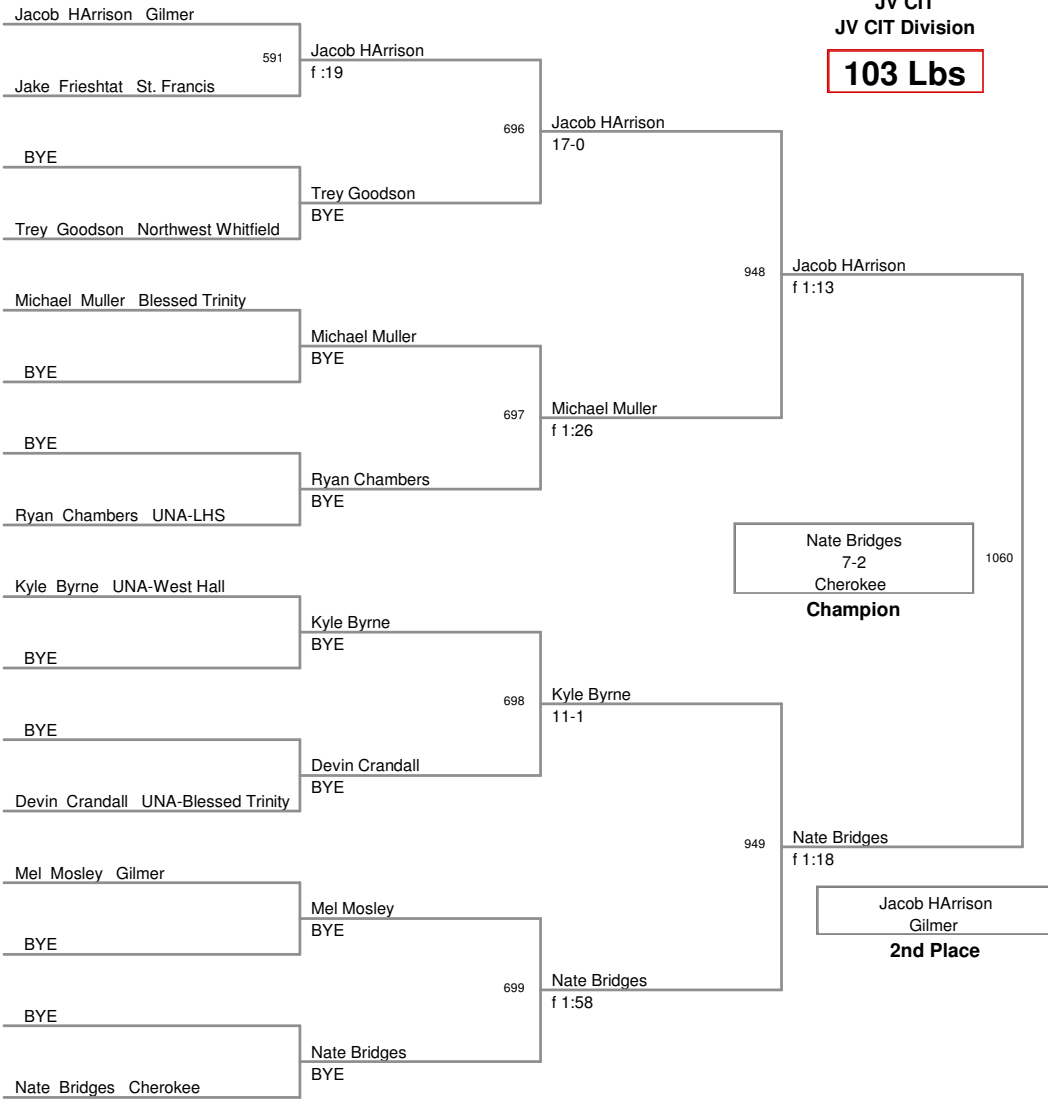 JV CIT
JV CIT Division
103 Lbs
Jacob HArrison Gilmer
591
Jacob HArrison
f :19
Jake Frieshtat St. Francis
696
Jacob HArrison
17-0
BYE
Trey Goodson
BYE
Trey Goodson Northwest Whitfield
948
Jacob HArrison
f 1:13
Michael Muller Blessed Trinity
Michael Muller
BYE
BYE
697
Michael Muller
f 1:26
BYE
Ryan Chambers
BYE
Ryan Chambers UNA-LHS
Nate Bridges
7-2
Cherokee
Champion
1060
Kyle Byrne UNA-West Hall
Kyle Byrne
BYE
BYE
698
Kyle Byrne
11-1
BYE
Devin Crandall
BYE
Devin Crandall UNA-Blessed Trinity
949
Nate Bridges
f 1:18
Mel Mosley Gilmer
Mel Mosley
BYE
BYE
Jacob HArrison
Gilmer
2nd Place
699
Nate Bridges
f 1:58
BYE
Nate Bridges
BYE
Nate Bridges Cherokee